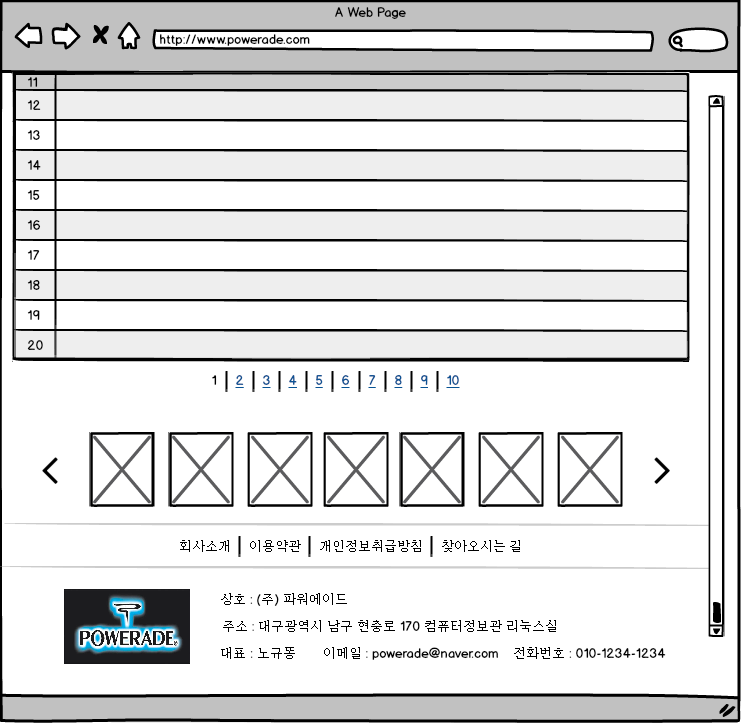 A Web Page
http://www.powerade.com
11
12
13
14
15
16
17
18
19
20
1 | 2 | 3 | 4 | 5 | 6 | 7 | 8 | 9 | 10
회사소개 | 이용약관 | 개인정보취급방침 | 찾아오시는 길
POWERADE
상호 : (주) 파워에이드
주소 : 대구광역시 남구 현충로 170 컴퓨터정보관 리눅스실
대표 : 노규똥 이메일 : powerade@naver.com 전화번호 : 010-1234-1234